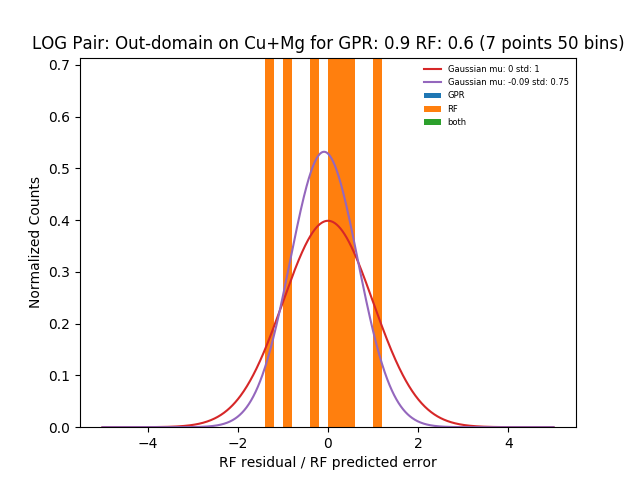 LOG Pair: Out-domain on Cu+Mg for GPR: 0.9 RF: 0.6 (7 points 50 bins)
Gaussian mu: 0 std: 1
Gaussian mu: -0.09 std: 0.75
GPR
RF
both
Normalized Counts
0.7
0.6
0.5
0.4
0.3
0.2
0.1
0.0
−4 −2 0 2 4
RF residual / RF predicted error